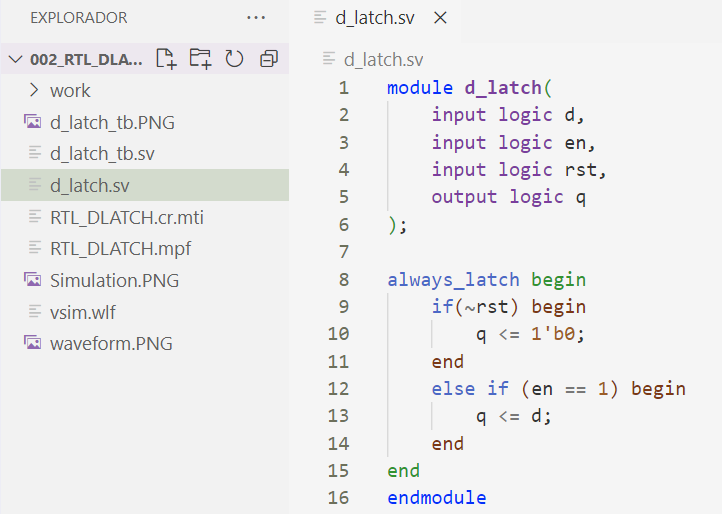 EXPLORADOR ...
002_RTL_DLA...
work
d_latch_tb.PNG
d_latch_tb.sv
d_latch.sv
RTL_DLATCH.cr.mti
RTL_DLATCH.mpf
Simulation.PNG
vsim.wlf
waveform.PNG
d_latch.sv
d_latch.sv
1 module d_latch(
2     input logic d,
3     input logic en,
4     input logic rst,
5     output logic q
6 );
7
8 always_latch begin
9     if(~rst) begin
10         q <= 1'b0;
11     end
12     else if (en == 1) begin
13         q <= d;
14     end
15 end
16 endmodule